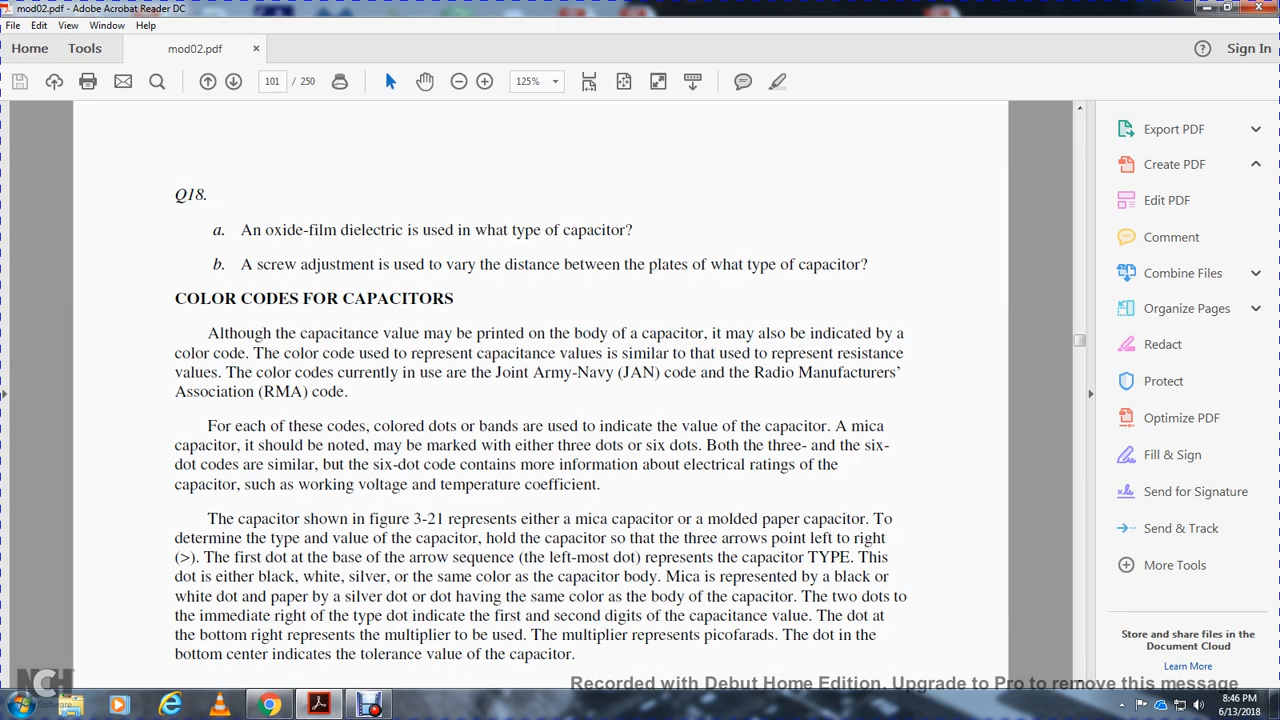 mod02.pdf - Adobe Acrobat Reader DC
File Edit View Window Help
Home Tools mod02.pdf × Sign In
101 / 250 125%
Q18.
a. An oxide-film dielectric is used in what type of capacitor?
b. A screw adjustment is used to vary the distance between the plates of what type of capacitor?
COLOR CODES FOR CAPACITORS
Although the capacitance value may be printed on the body of a capacitor, it may also be indicated by a
color code. The color code used to represent capacitance values is similar to that used to represent resistance
values. The color codes currently in use are the Joint Army-Navy (JAN) code and the Radio Manufacturers'
Association (RMA) code.
For each of these codes, colored dots or bands are used to indicate the value of the capacitor. A mica
capacitor, it should be noted, may be marked with either three dots or six dots. Both the three- and the six-
dot codes are similar, but the six-dot code contains more information about electrical ratings of the
capacitor, such as working voltage and temperature coefficient.
The capacitor shown in figure 3-21 represents either a mica capacitor or a molded paper capacitor. To
determine the type and value of the capacitor, hold the capacitor so that the three arrows point left to right
(>). The first dot at the base of the arrow sequence (the left-most dot) represents the capacitor TYPE. This
dot is either black, white, silver, or the same color as the capacitor body. Mica is represented by a black or
white dot and paper by a silver dot or dot having the same color as the body of the capacitor. The two dots to
the immediate right of the type dot indicate the first and second digits of the capacitance value. The dot at
the bottom right represents the multiplier to be used. The multiplier represents picofarads. The dot in the
bottom center indicates the tolerance value of the capacitor.
Export PDF
Create PDF
Edit PDF
Comment
Combine Files
Organize Pages
Redact
Protect
Optimize PDF
Fill & Sign
Send for Signature
Send & Track
More Tools
Store and share files in the
Document Cloud
Learn More
NCH
Software
Recorded with Debut Home Edition. Upgrade to Pro to remove this message
8:46 PM
6/13/2018